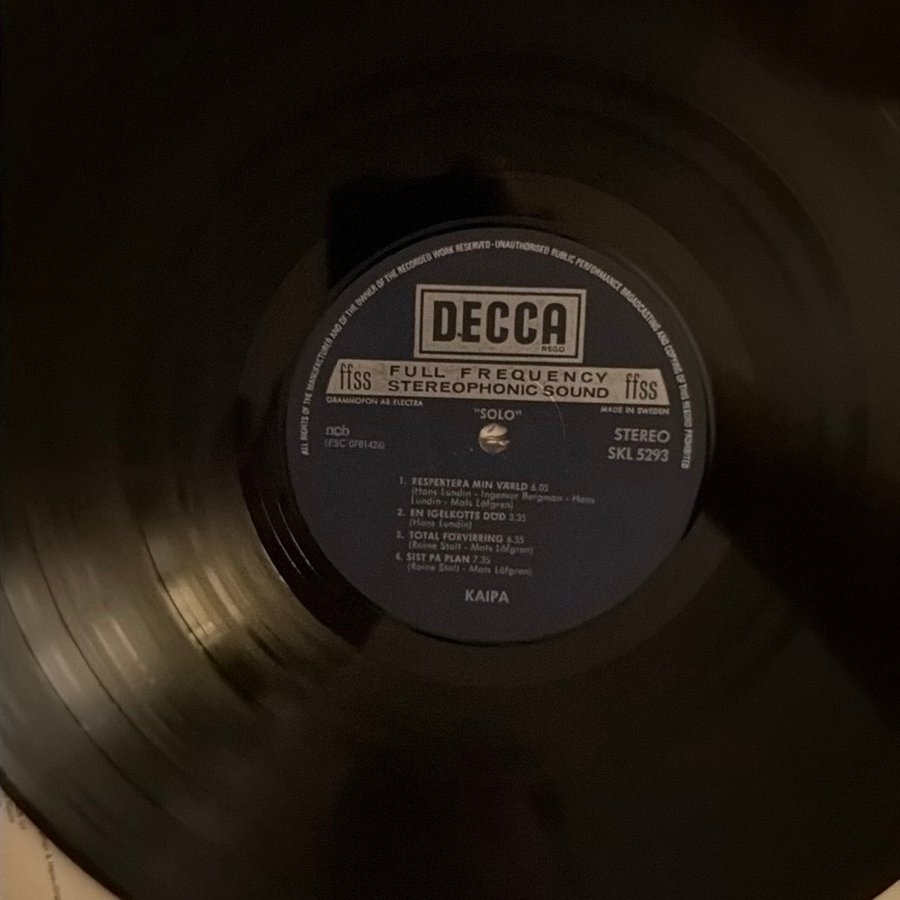 ALL RIGHTS OF THE MANUFACTURER AND OF THE OWNER OF THE RECORDED WORK RESERVED · UNAUTHORISED PUBLIC PERFORMANCE BROADCASTING AND COPYING OF THIS RECORD PROHIBITED
DECCA
REGD
ffss FULL FREQUENCY STEREOPHONIC SOUND ffss
GRAMMOFON AB ELECTRA
MADE IN SWEDEN
"SOLO"
ncb
(ESC 0761426)
STEREO
SKL 5293
1. RESPEKTERA MIN VÄRLD 6.05
(Hans Lundin - Ingemar Bergman - Hans
Lundin - Mats Löfgren)
2. EN IGELKOTTS DÖD 3.35
(Hans Lundin)
3. TOTAL FÖRVIRRING 6.55
(Roine Stolt - Mats Löfgren)
4. SIST PÅ PLAN 7.35
(Roine Stolt - Mats Löfgren)
KAIPA